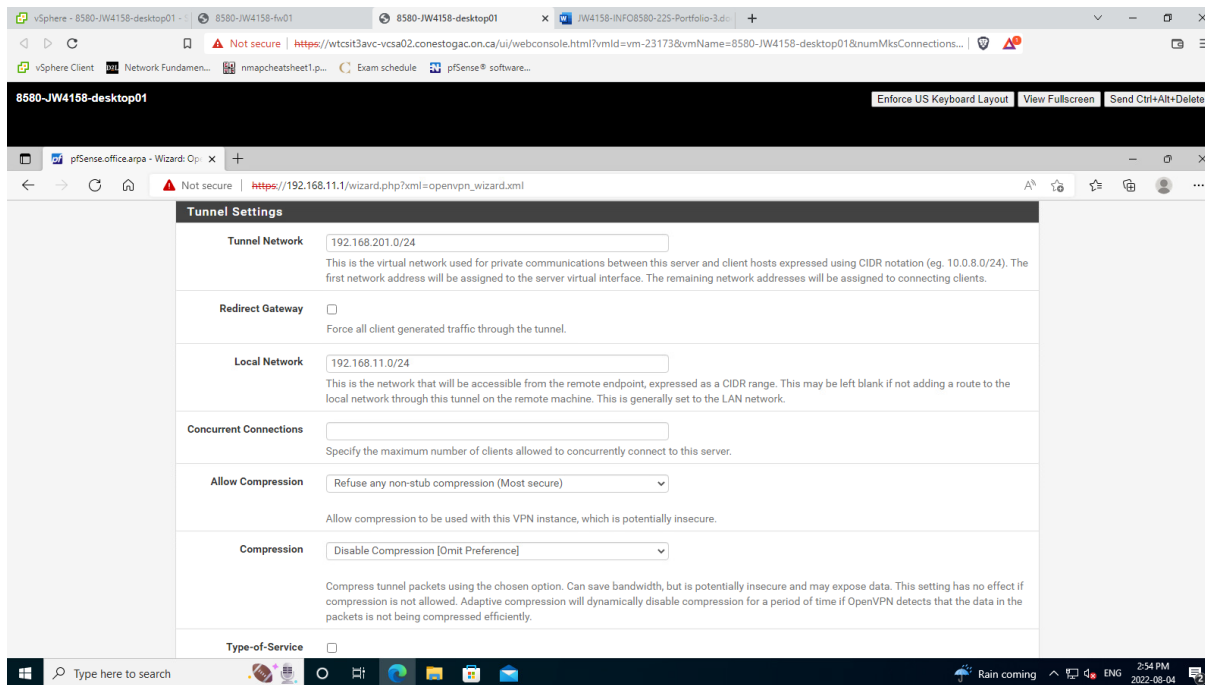 vSphere - 8580-JW4158-desktop01 - S
8580-JW4158-fw01
8580-JW4158-desktop01
JW4158-INFO8580-22S-Portfolio-3.do
Not secure
https://wtcsit3avc-vcsa02.conestogac.on.ca/ui/webconsole.html?vmId=vm-23173&vmName=8580-JW4158-desktop01&numMksConnections...
vSphere Client
D2L
Network Fundamen...
nmapcheatsheet1.p...
Exam schedule
pfSense® software...
8580-JW4158-desktop01
Enforce US Keyboard Layout
View Fullscreen
Send Ctrl+Alt+Delete
pfSense.office.arpa - Wizard: Op
Not secure
https://192.168.11.1/wizard.php?xml=openvpn_wizard.xml
Tunnel Settings
Tunnel Network
192.168.201.0/24
This is the virtual network used for private communications between this server and client hosts expressed using CIDR notation (eg. 10.0.8.0/24). The
first network address will be assigned to the server virtual interface. The remaining network addresses will be assigned to connecting clients.
Redirect Gateway
Force all client generated traffic through the tunnel.
Local Network
192.168.11.0/24
This is the network that will be accessible from the remote endpoint, expressed as a CIDR range. This may be left blank if not adding a route to the
local network through this tunnel on the remote machine. This is generally set to the LAN network.
Concurrent Connections
Specify the maximum number of clients allowed to concurrently connect to this server.
Allow Compression
Refuse any non-stub compression (Most secure)
Allow compression to be used with this VPN instance, which is potentially insecure.
Compression
Disable Compression [Omit Preference]
Compress tunnel packets using the chosen option. Can save bandwidth, but is potentially insecure and may expose data. This setting has no effect if
compression is not allowed. Adaptive compression will dynamically disable compression for a period of time if OpenVPN detects that the data in the
packets is not being compressed efficiently.
Type-of-Service
Type here to search
Rain coming
ENG
2:54 PM
2022-08-04